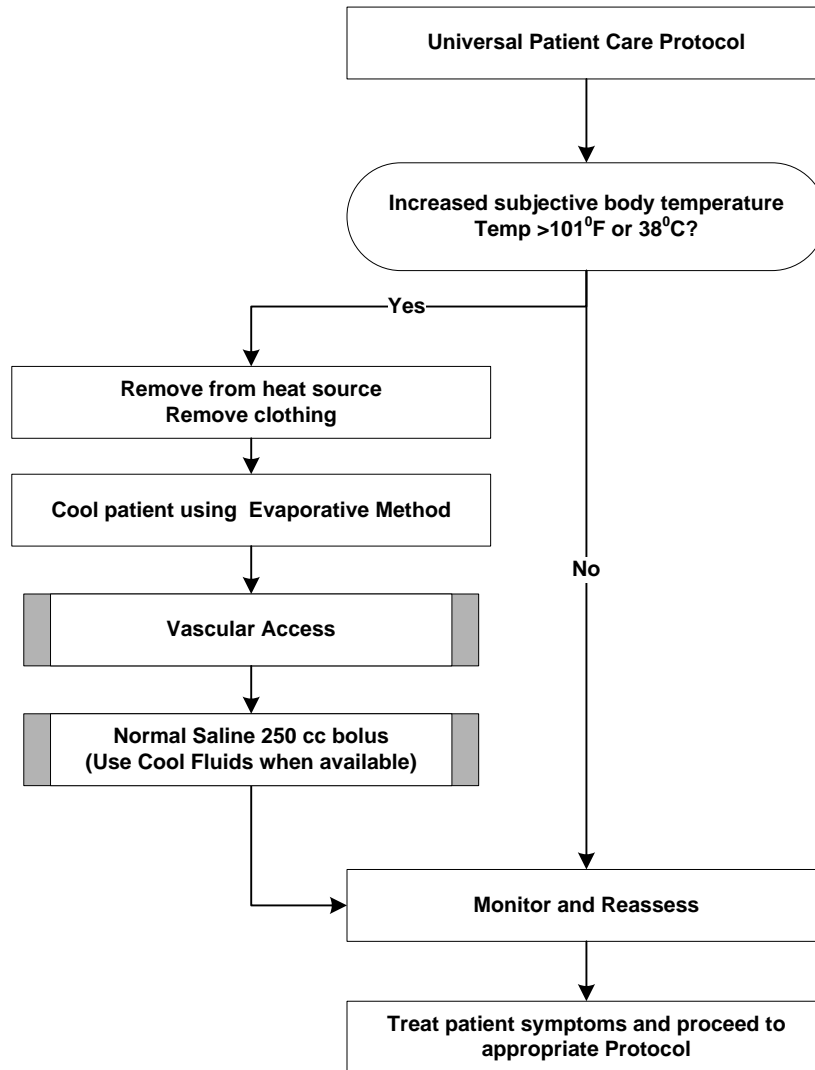 Universal Patient Care Protocol
Increased subjective body temperature
Temp >101⁰F or 38⁰C?
Yes
Remove from heat source
Remove clothing
Cool patient using Evaporative Method
No
Vascular Access
Normal Saline 250 cc bolus
(Use Cool Fluids when available)
Monitor and Reassess
Treat patient symptoms and proceed to
appropriate Protocol